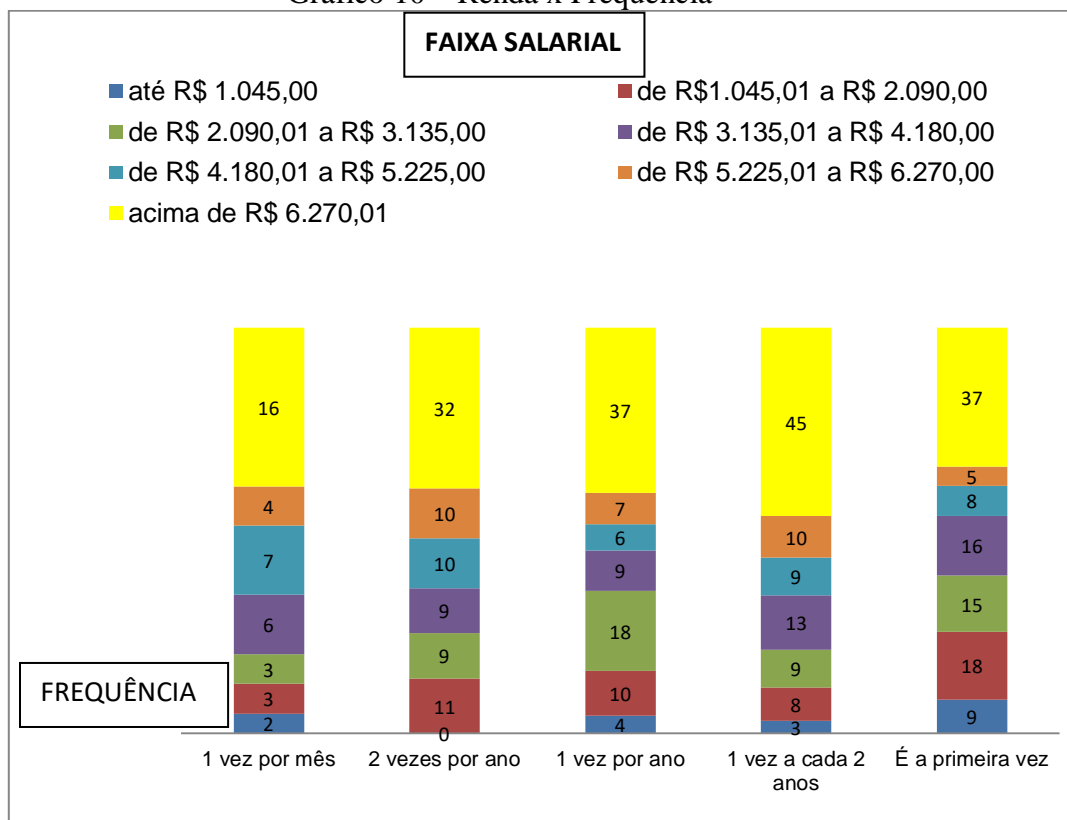 Gráfico 10 – Renda x Frequência
FAIXA SALARIAL
até R$ 1.045,00
de R$1.045,01 a R$ 2.090,00
de R$ 2.090,01 a R$ 3.135,00
de R$ 3.135,01 a R$ 4.180,00
de R$ 4.180,01 a R$ 5.225,00
de R$ 5.225,01 a R$ 6.270,00
acima de R$ 6.270,01
16 32 37 45 37
4 10 7 10 5
7 10 6 9 8
6 9 9 13 16
3 9 18 9 15
3 11 10 8 18
2 0 4 3 9
FREQUÊNCIA
1 vez por mês
2 vezes por ano
1 vez por ano
1 vez a cada 2
anos
É a primeira vez